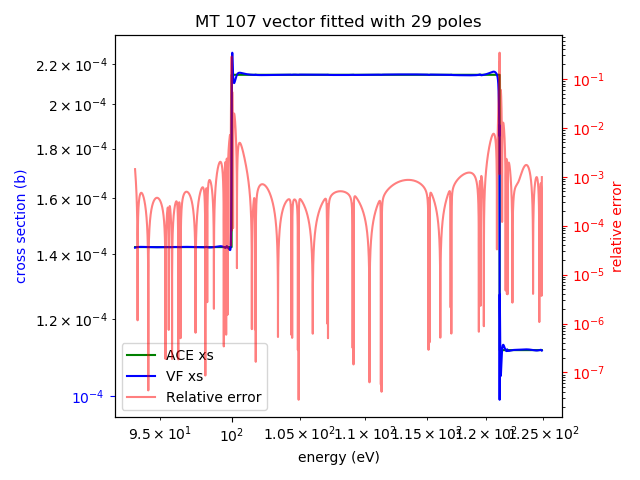 MT 107 vector fitted with 29 poles
cross section (b)
2.2 × 10⁻⁴
2 × 10⁻⁴
1.8 × 10⁻⁴
1.6 × 10⁻⁴
1.4 × 10⁻⁴
1.2 × 10⁻⁴
10⁻⁴
ACE xs
VF xs
Relative error
10⁻¹
10⁻²
10⁻³
10⁻⁴
10⁻⁵
10⁻⁶
10⁻⁷
relative error
9.5 × 10¹ 10² 1.05 × 10² 1.1 × 10² 1.15 × 10² 1.2 × 10² 1.25 × 10²
energy (eV)